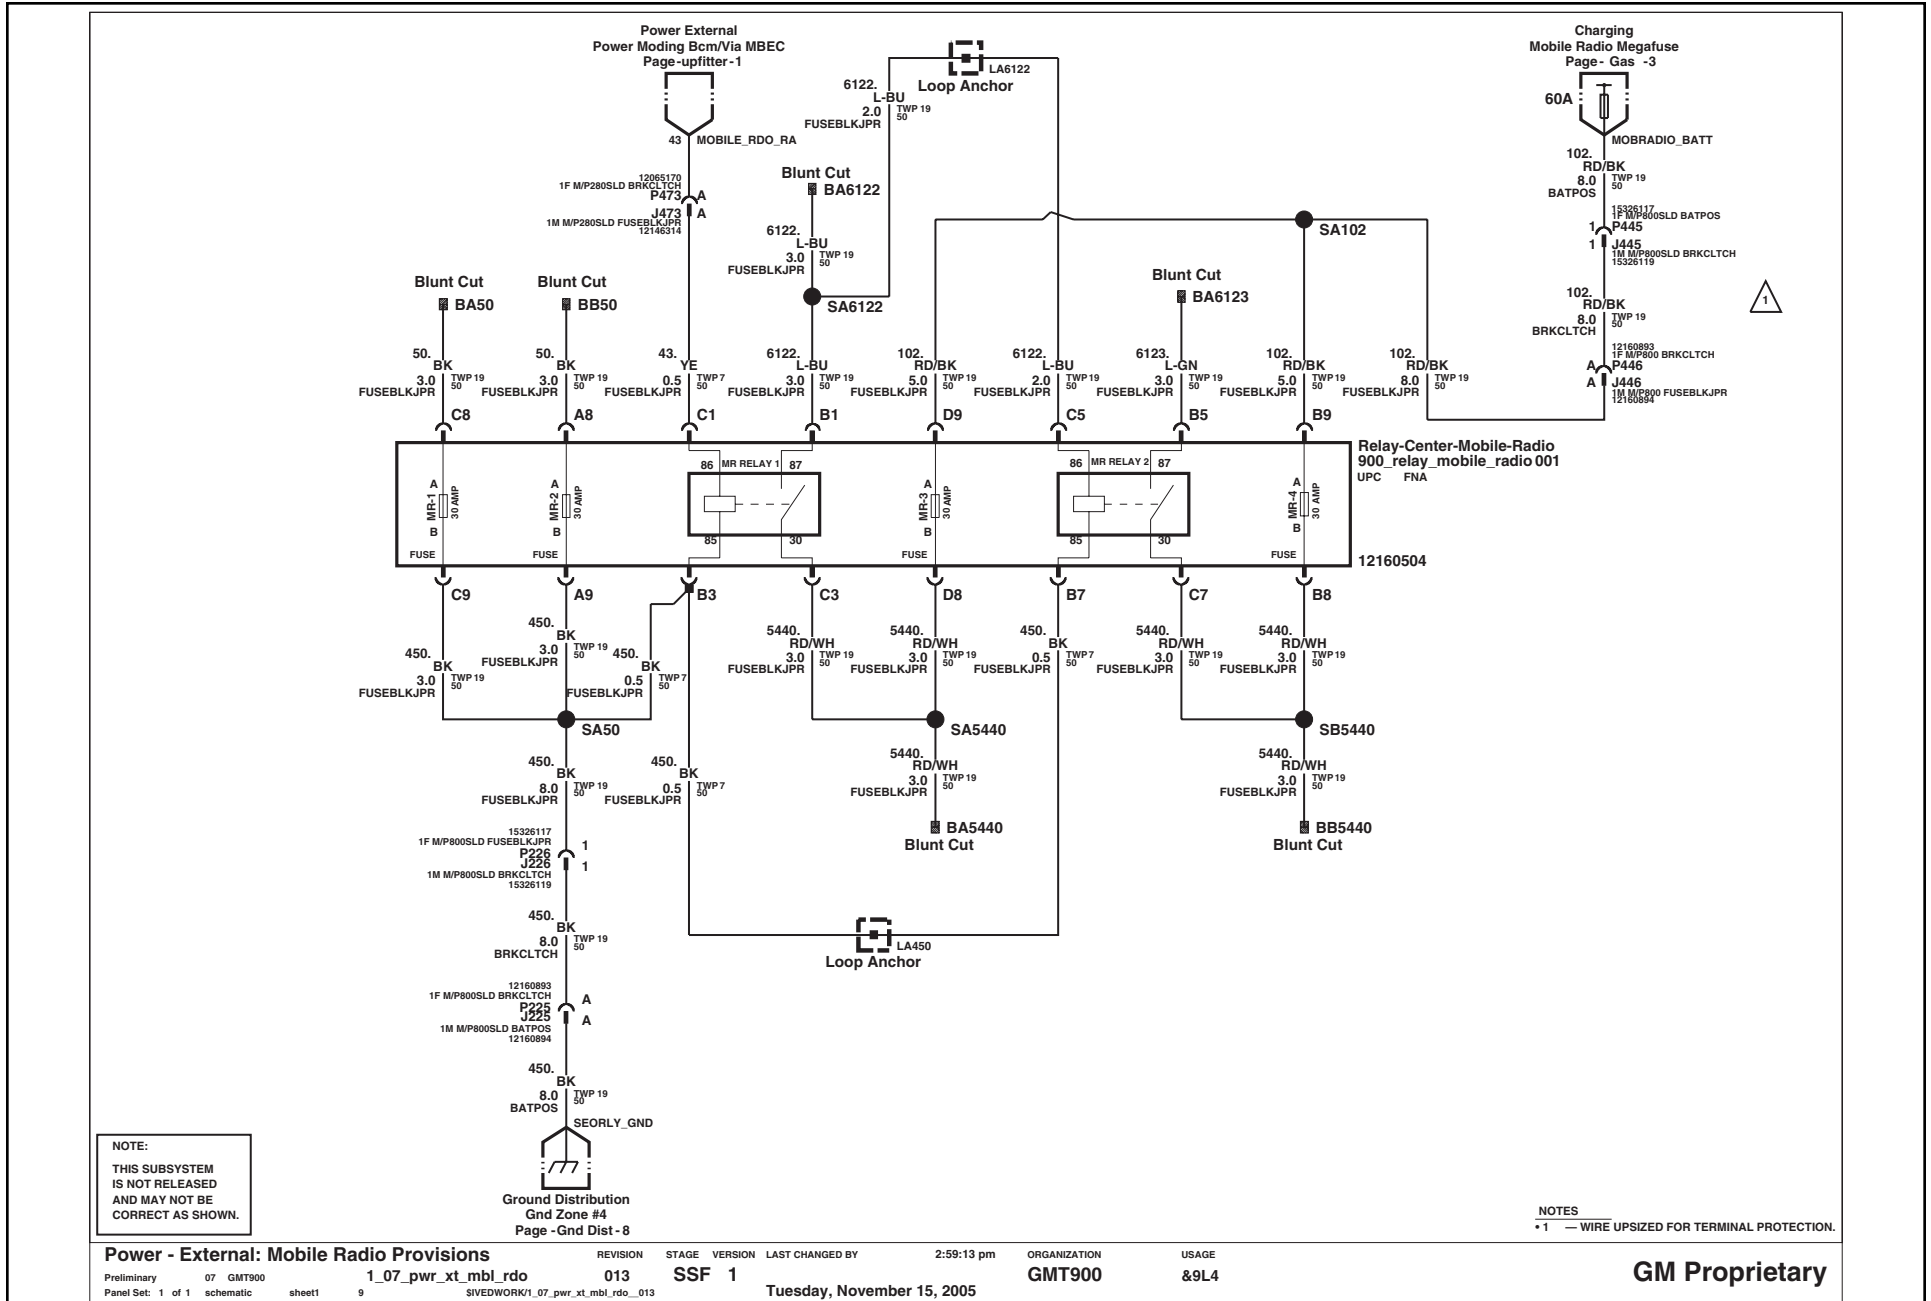 Power External
Power Moding Bcm/Via MBEC
Page-upfitter-1
43 MOBILE_RDO_RA
12065170
1F M/P280SLD BRKCLTCH
P473 A
J473 A
1M M/P280SLD FUSEBLKJPR
12146314
6122.
L-BU
2.0 TWP 19
50
FUSEBLKJPR
LA6122
Loop Anchor
Charging
Mobile Radio Megafuse
Page- Gas -3
60A
MOBRADIO_BATT
102.
RD/BK
8.0 TWP 19
50
BATPOS
15326117
1F M/P800SLD BATPOS
1 P445
1 J445
1M M/P800SLD BRKCLTCH
15326119
102.
RD/BK
8.0 TWP 19
50
BRKCLTCH
12160893
1F M/P800 BRKCLTCH
A P446
A J446
1M M/P800 FUSEBLKJPR
12160894
1
Blunt Cut
BA6122
6122.
L-BU
3.0 TWP 19
50
FUSEBLKJPR
SA6122
SA102
Blunt Cut
BA50
Blunt Cut
BB50
Blunt Cut
BA6123
50.
BK
3.0 TWP 19
50
FUSEBLKJPR
C8
50.
BK
3.0 TWP 19
50
FUSEBLKJPR
A8
43.
YE
0.5 TWP 7
50
FUSEBLKJPR
C1
6122.
L-BU
3.0 TWP 19
50
FUSEBLKJPR
B1
102.
RD/BK
5.0 TWP 19
50
FUSEBLKJPR
D9
6122.
L-BU
2.0 TWP 19
50
FUSEBLKJPR
C5
6123.
L-GN
3.0 TWP 19
50
FUSEBLKJPR
B5
102.
RD/BK
5.0 TWP 19
50
FUSEBLKJPR
B9
102.
RD/BK
8.0 TWP 19
50
FUSEBLKJPR
Relay-Center-Mobile-Radio
900_relay_mobile_radio 001
UPC FNA
A
MR-1
30 AMP
B
FUSE
A
MR-2
30 AMP
B
FUSE
86 MR RELAY 1 87
85 30
A
MR-3
30 AMP
B
FUSE
86 MR RELAY 2 87
85 30
A
MR-4
30 AMP
B
FUSE
12160504
C9
A9
B3
C3
D8
B7
C7
B8
450.
BK
3.0 TWP 19
50
FUSEBLKJPR
450.
BK
3.0 TWP 19
50
FUSEBLKJPR
450.
BK
0.5 TWP 7
50
FUSEBLKJPR
5440.
RD/WH
3.0 TWP 19
50
FUSEBLKJPR
5440.
RD/WH
3.0 TWP 19
50
FUSEBLKJPR
450.
BK
0.5 TWP7
50
FUSEBLKJPR
5440.
RD/WH
3.0 TWP 19
50
FUSEBLKJPR
5440.
RD/WH
3.0 TWP 19
50
FUSEBLKJPR
SA50
SA5440
SB5440
450.
BK
8.0 TWP 19
50
FUSEBLKJPR
450.
BK
0.5 TWP 7
50
FUSEBLKJPR
5440.
RD/WH
3.0 TWP 19
50
FUSEBLKJPR
BA5440
Blunt Cut
5440.
RD/WH
3.0 TWP 19
50
FUSEBLKJPR
BB5440
Blunt Cut
15326117
1F M/P800SLD FUSEBLKJPR
P226 1
J226 1
1M M/P800SLD BRKCLTCH
15326119
450.
BK
8.0 TWP 19
50
BRKCLTCH
LA450
Loop Anchor
12160893
1F M/P800SLD BRKCLTCH
P225 A
J225 A
1M M/P800SLD BATPOS
12160894
450.
BK
8.0 TWP 19
50
BATPOS
SEORLY_GND
Ground Distribution
Gnd Zone #4
Page -Gnd Dist - 8
NOTE:
THIS SUBSYSTEM
IS NOT RELEASED
AND MAY NOT BE
CORRECT AS SHOWN.
NOTES
• 1 — WIRE UPSIZED FOR TERMINAL PROTECTION.
Power - External: Mobile Radio Provisions REVISION STAGE VERSION LAST CHANGED BY 2:59:13 pm ORGANIZATION USAGE
Preliminary 07 GMT900 1_07_pwr_xt_mbl_rdo 013 SSF 1 GMT900 &9L4 GM Proprietary
Panel Set: 1 of 1 schematic sheet1 9 $IVEDWORK/1_07_pwr_xt_mbl_rdo__013 Tuesday, November 15, 2005